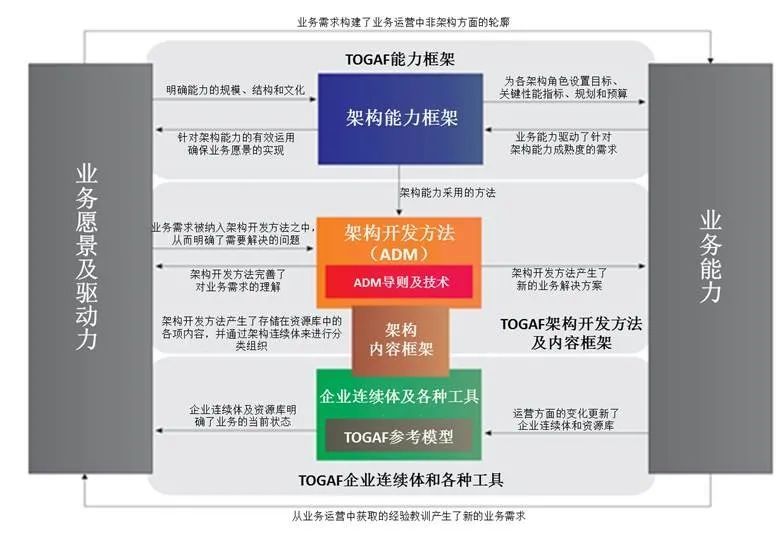 业务需求构建了业务运营中非架构方面的轮廓
TOGAF能力框架
明确能力的规模、结构和文化
为各架构角色设置目标、
关键性能指标、规划和预算
架构能力框架
针对架构能力的有效运用
确保业务愿景的实现
业务能力驱动了针对
架构能力成熟度的需求
业务愿景及驱动力
业务能力
架构能力采用的方法
业务需求被纳入架构开发方法之中,
从而明确了需要解决的问题
架构开发方法
（ADM）
ADM导则及技术
架构开发方法完善了
对业务需求的理解
架构开发方法产生了
新的业务解决方案
架构开发方法产生了存储在资源库中的
各项内容，并通过架构连续体来进行分
类组织
架构
内容框架
TOGAF架构开发方法
及内容框架
企业连续体及各种工具
TOGAF参考模型
企业连续体及资源库明
确了业务的当前状态
运营方面的变化更新了
企业连续体和资源库
TOGAF企业连续体和各种工具
从业务运营中获取的经验教训产生了新的业务需求